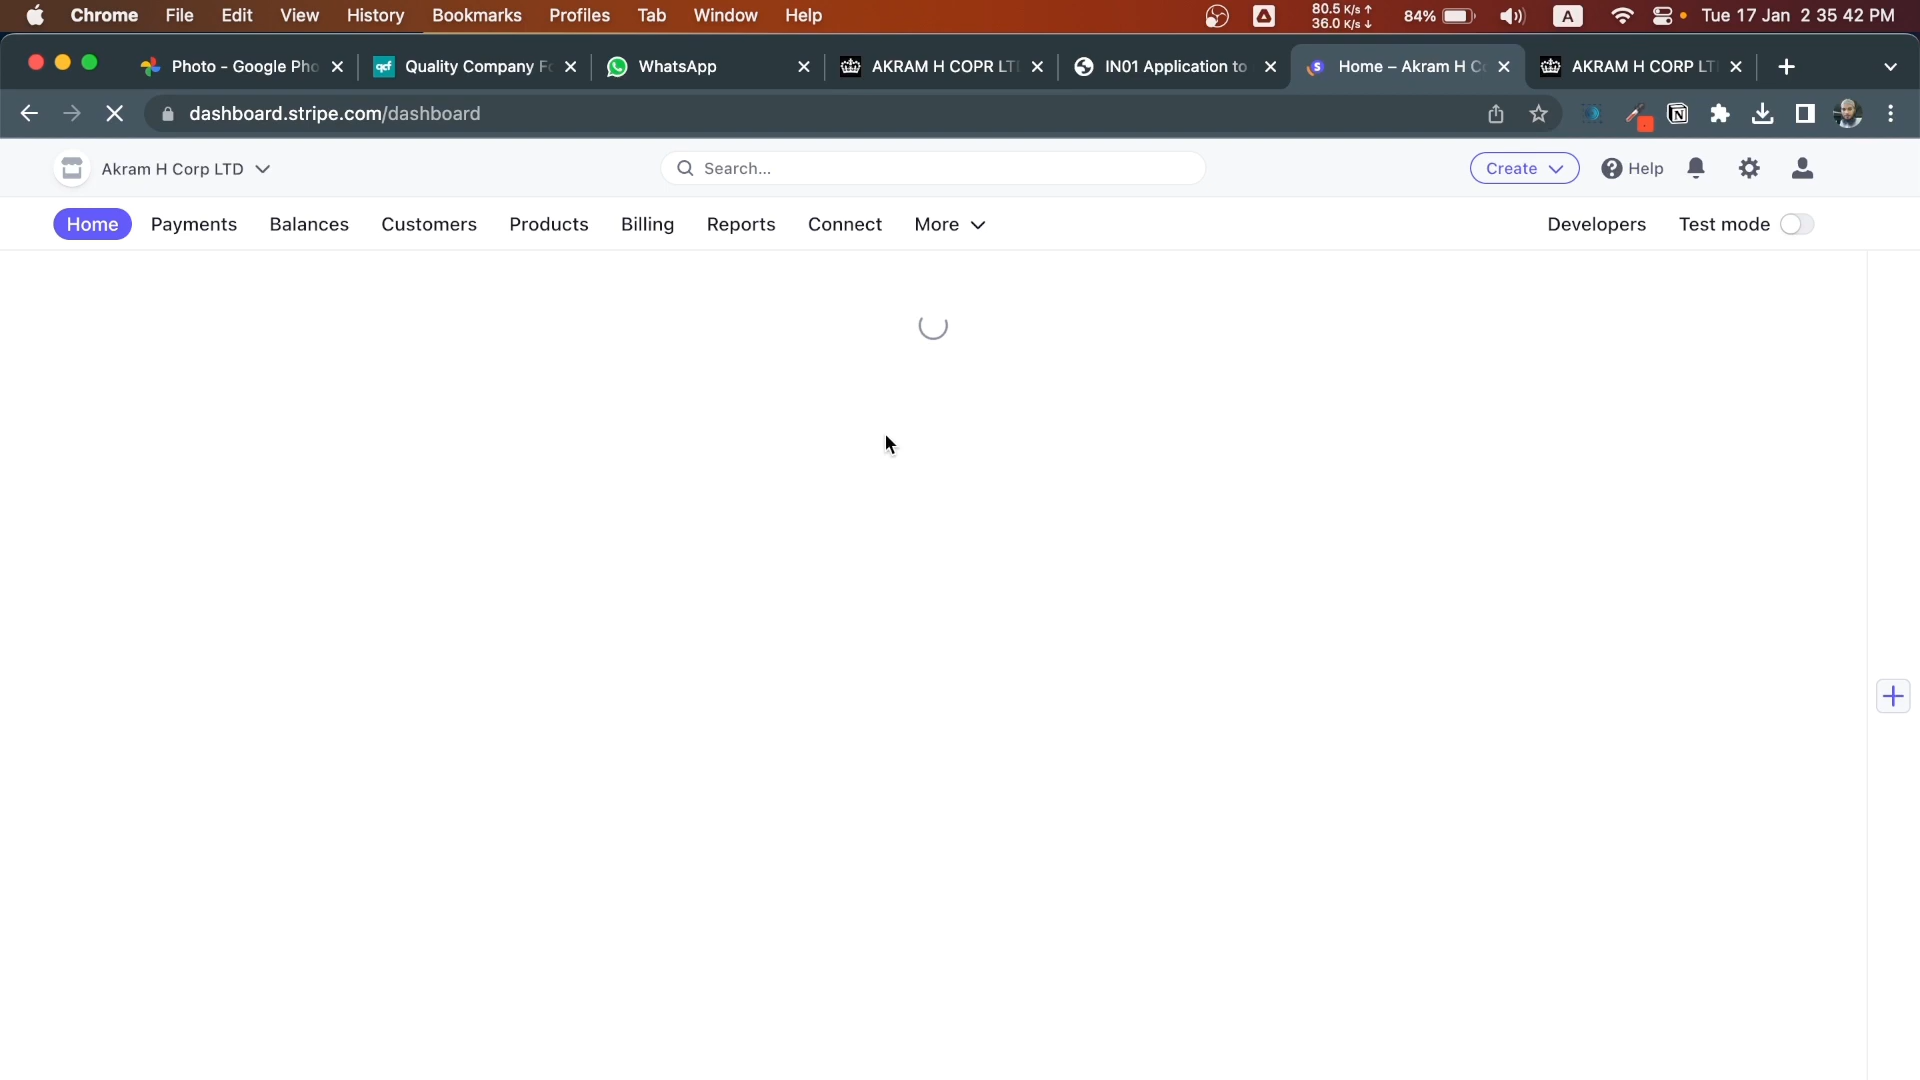 Chrome File Edit View History Bookmarks Profiles Tab Window Help 80.5 K/s↑ 36.0 K/s↓ 84% A Tue 17 Jan 2 35 42 PM
Photo - Google Pho Quality Company Fo WhatsApp AKRAM H COPR LT IN01 Application to Home – Akram H Co AKRAM H CORP LT
dashboard.stripe.com/dashboard
Akram H Corp LTD Search... Create Help
Home Payments Balances Customers Products Billing Reports Connect More Developers Test mode